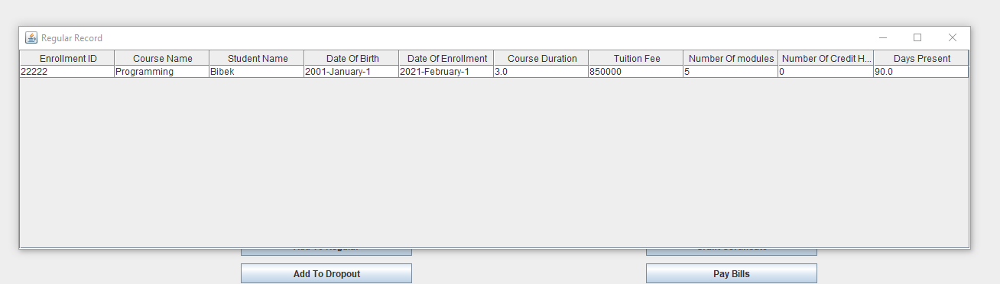 Regular Record
Enrollment ID Course Name Student Name Date Of Birth Date Of Enrollment Course Duration Tuition Fee Number Of modules Number Of Credit H... Days Present
22222 Programming Bibek 2001-January-1 2021-February-1 3.0 850000 5 0 90.0
Add To Dropout Pay Bills